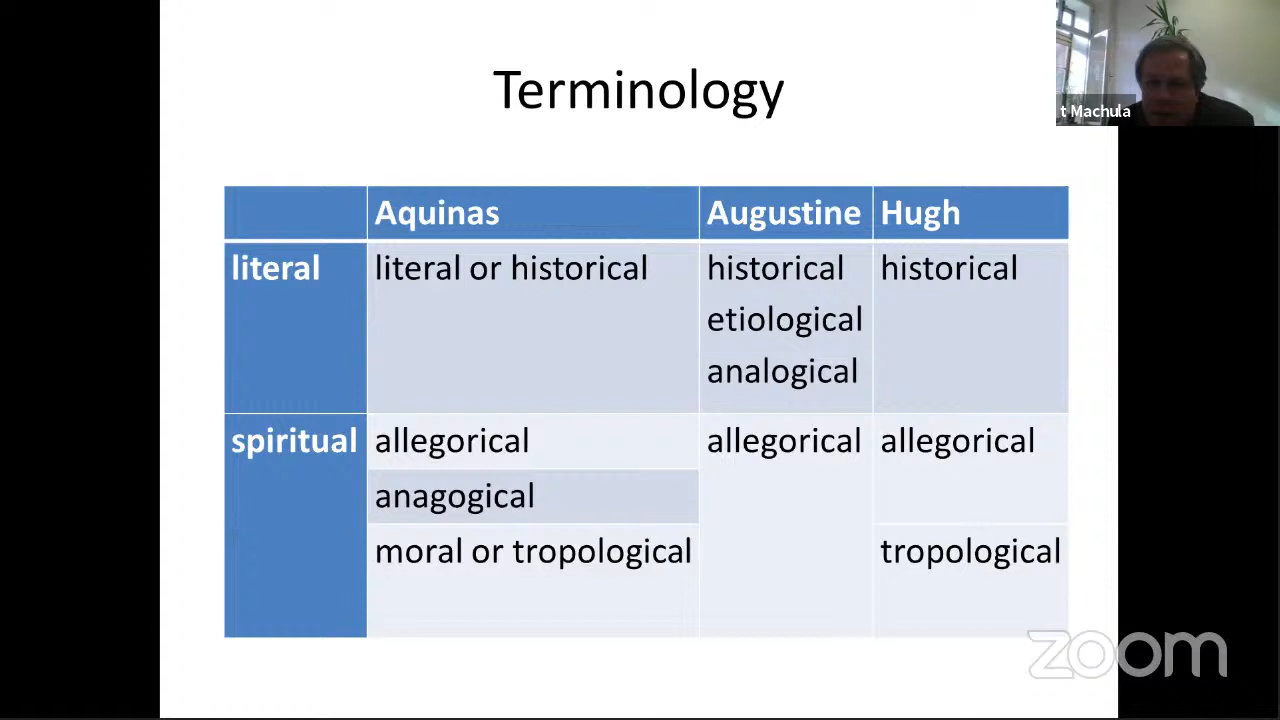 Terminology
t Machula
Aquinas Augustine Hugh
literal literal or historical historical historical
etiological
analogical
spiritual allegorical allegorical allegorical
anagogical
moral or tropological tropological
zoom